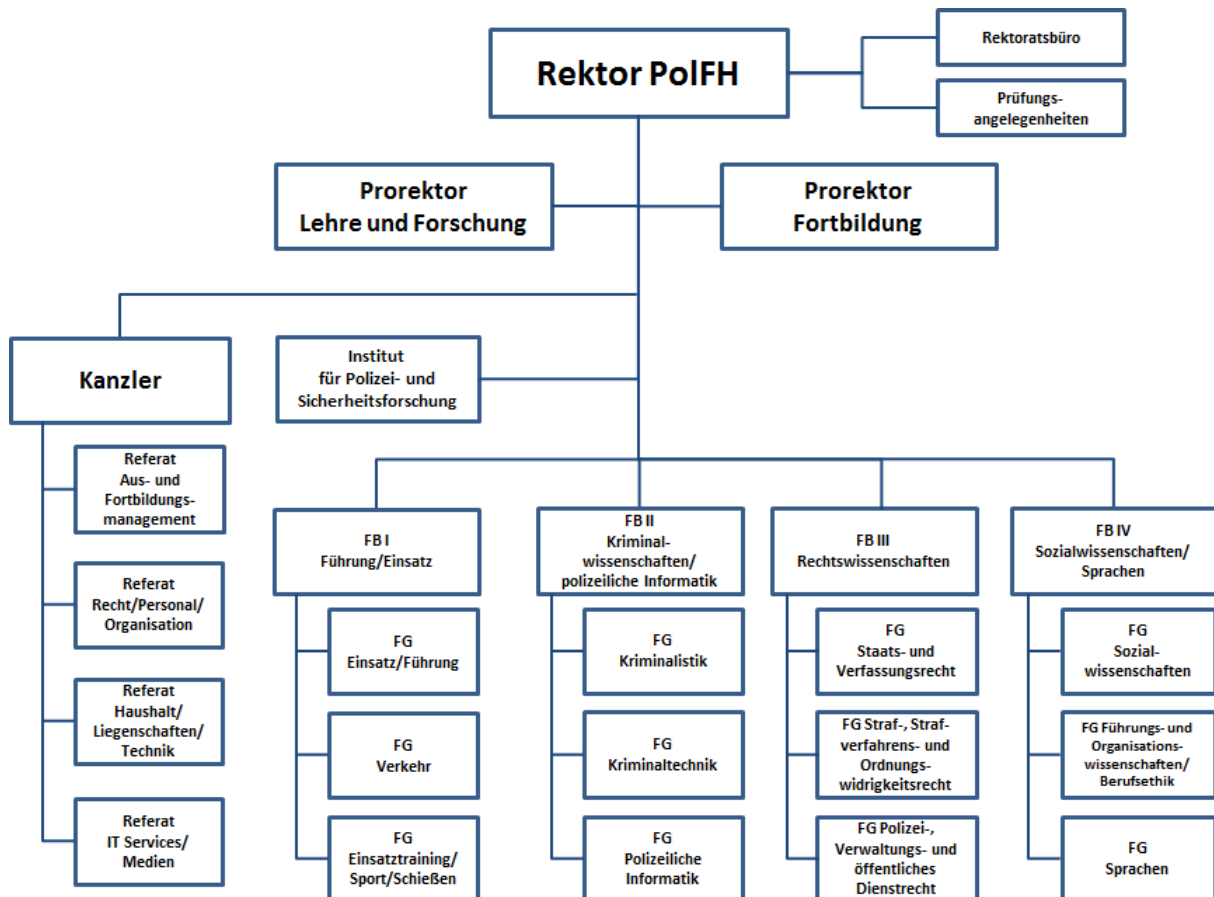 Rektor PolFH
Rektoratsbüro
Prüfungs-
angelegenheiten
Prorektor
Lehre und Forschung
Prorektor
Fortbildung
Kanzler
Institut
für Polizei- und
Sicherheitsforschung
Referat
Aus- und
Fortbildungs-
management
Referat
Recht/Personal/
Organisation
Referat
Haushalt/
Liegenschaften/
Technik
Referat
IT Services/
Medien
FB I
Führung/Einsatz
FG
Einsatz/Führung
FG
Verkehr
FG
Einsatztraining/
Sport/Schießen
FB II
Kriminal-
wissenschaften/
polizeiliche Informatik
FG
Kriminalistik
FG
Kriminaltechnik
FG
Polizeiliche
Informatik
FB III
Rechtswissenschaften
FG
Staats- und
Verfassungsrecht
FG Straf-, Straf-
verfahrens- und
Ordnungs-
widrigkeitsrecht
FG Polizei-,
Verwaltungs- und
öffentliches
Dienstrecht
FB IV
Sozialwissenschaften/
Sprachen
FG
Sozial-
wissenschaften
FG Führungs- und
Organisations-
wissenschaften/
Berufsethik
FG
Sprachen